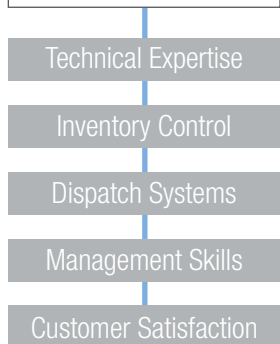 Technical Expertise
Inventory Control
Dispatch Systems
Management Skills
Customer Satisfaction